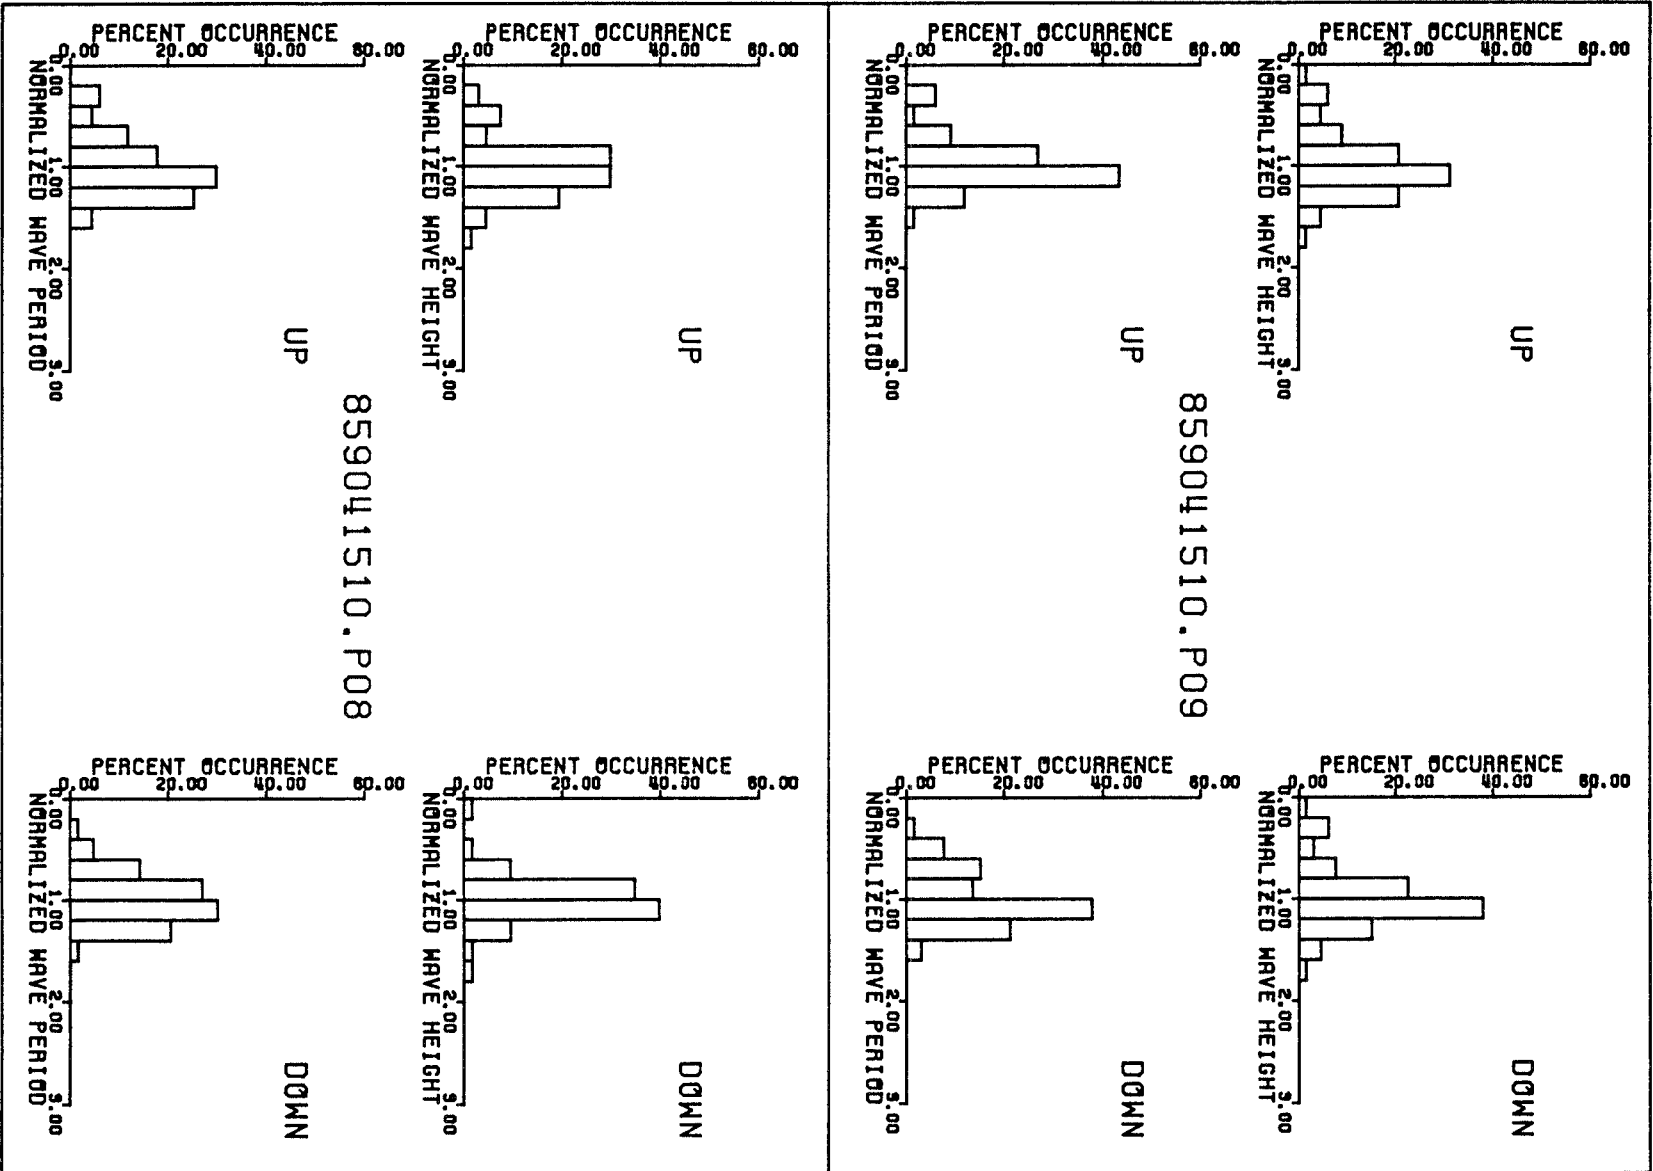 PERCENT OCCURRENCE
0.00 20.00 40.00 60.00
0.00 1.00 2.00 3.00
NORMALIZED WAVE HEIGHT
UP
PERCENT OCCURRENCE
0.00 20.00 40.00 60.00
0.00 1.00 2.00 3.00
NORMALIZED WAVE HEIGHT
DOWN
859041510.P09
PERCENT OCCURRENCE
0.00 20.00 40.00 60.00
0.00 1.00 2.00 3.00
NORMALIZED WAVE PERIOD
UP
PERCENT OCCURRENCE
0.00 20.00 40.00 60.00
0.00 1.00 2.00 3.00
NORMALIZED WAVE PERIOD
DOWN
PERCENT OCCURRENCE
0.00 20.00 40.00 60.00
0.00 1.00 2.00 3.00
NORMALIZED WAVE HEIGHT
UP
PERCENT OCCURRENCE
0.00 20.00 40.00 60.00
0.00 1.00 2.00 3.00
NORMALIZED WAVE HEIGHT
DOWN
859041510.P08
PERCENT OCCURRENCE
0.00 20.00 40.00 60.00
0.00 1.00 2.00 3.00
NORMALIZED WAVE PERIOD
UP
PERCENT OCCURRENCE
0.00 20.00 40.00 60.00
0.00 1.00 2.00 3.00
NORMALIZED WAVE PERIOD
DOWN